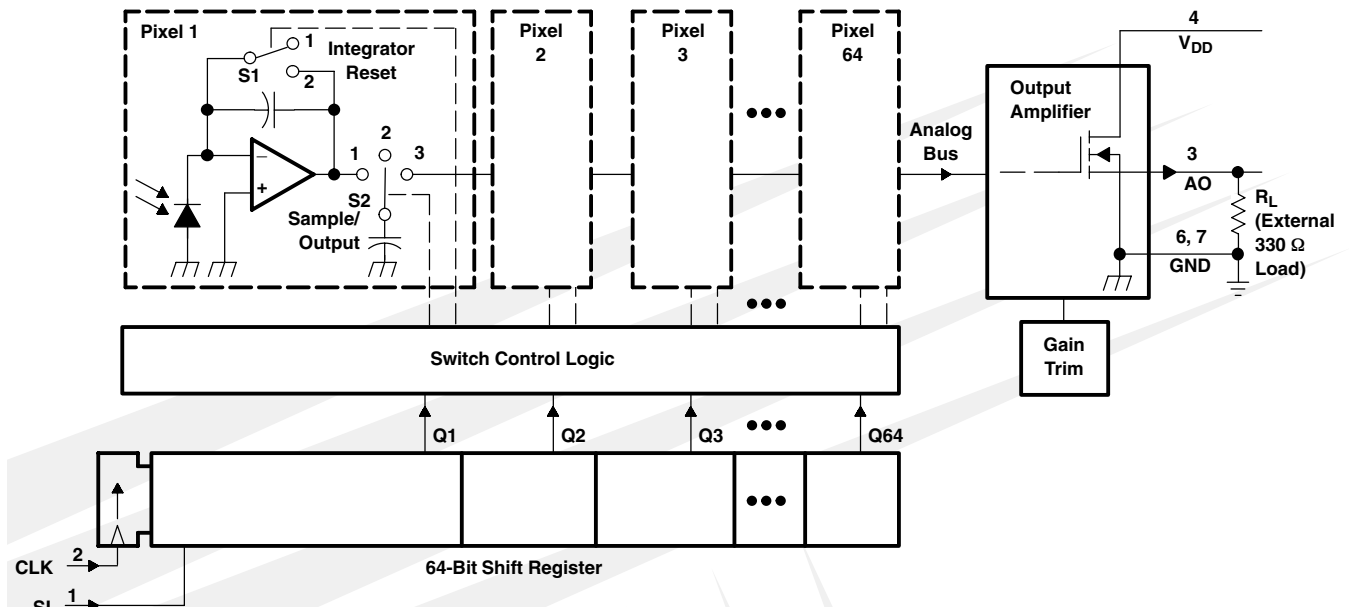 Pixel 1
1
Integrator
Reset
S1
2
−
+
1
2
3
S2
Sample/
Output
Pixel
2
Pixel
3
Pixel
64
Analog
Bus
Output
Amplifier
4
VDD
3
AO
RL
(External
330 Ω
Load)
6, 7
GND
Gain
Trim
Switch Control Logic
Q1
Q2
Q3
Q64
CLK
2
64-Bit Shift Register
SI
1